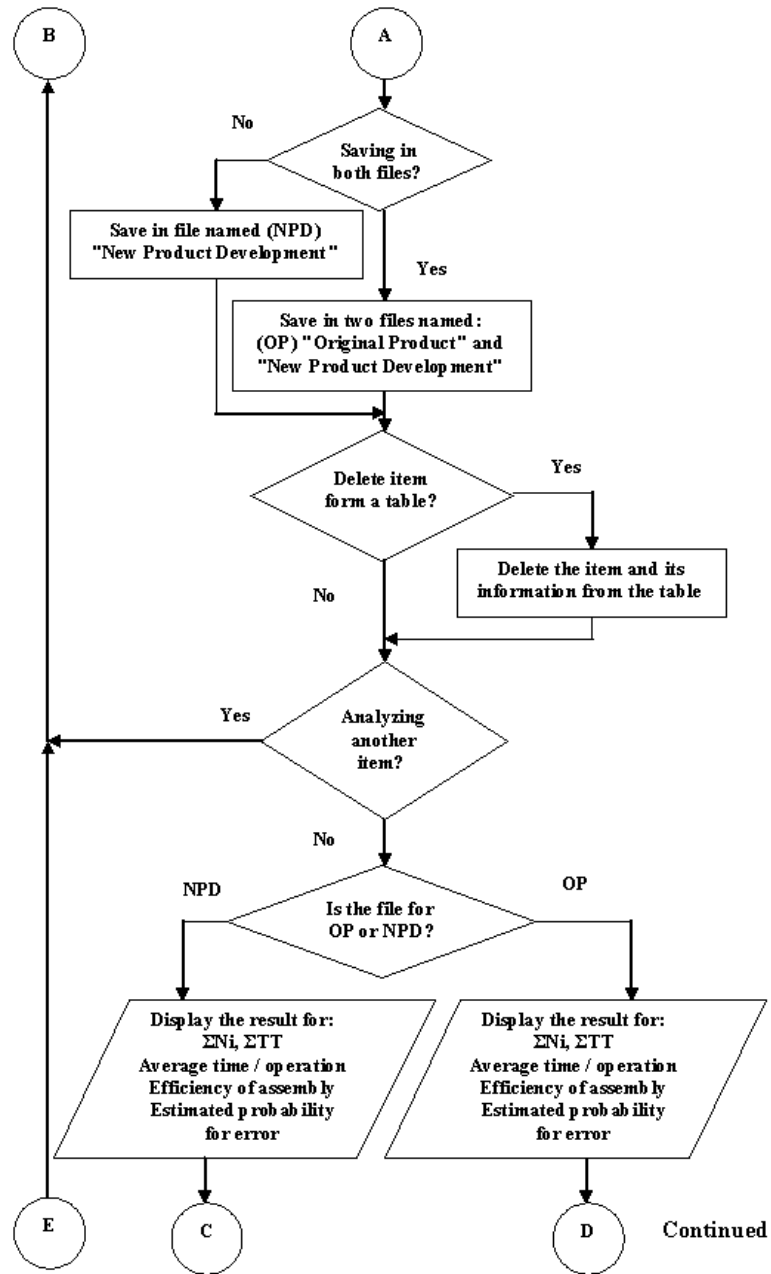 B
A
No
Saving in
both files?
Save in file named (NPD)
"New Product Development"
Yes
Save in two files named:
(OP) "Original Product" and
"New Product Development"
Delete item
form a table?
Yes
Delete the item and its
information from the table
No
Yes
Analyzing
another
item?
No
NPD
OP
Is the file for
OP or NPD?
Display the result for:
ΣNi, ΣTT
Average time / operation
Efficiency of assembly
Estimated probability
for error
Display the result for:
ΣNi, ΣTT
Average time / operation
Efficiency of assembly
Estimated probability
for error
E
C
D
Continued